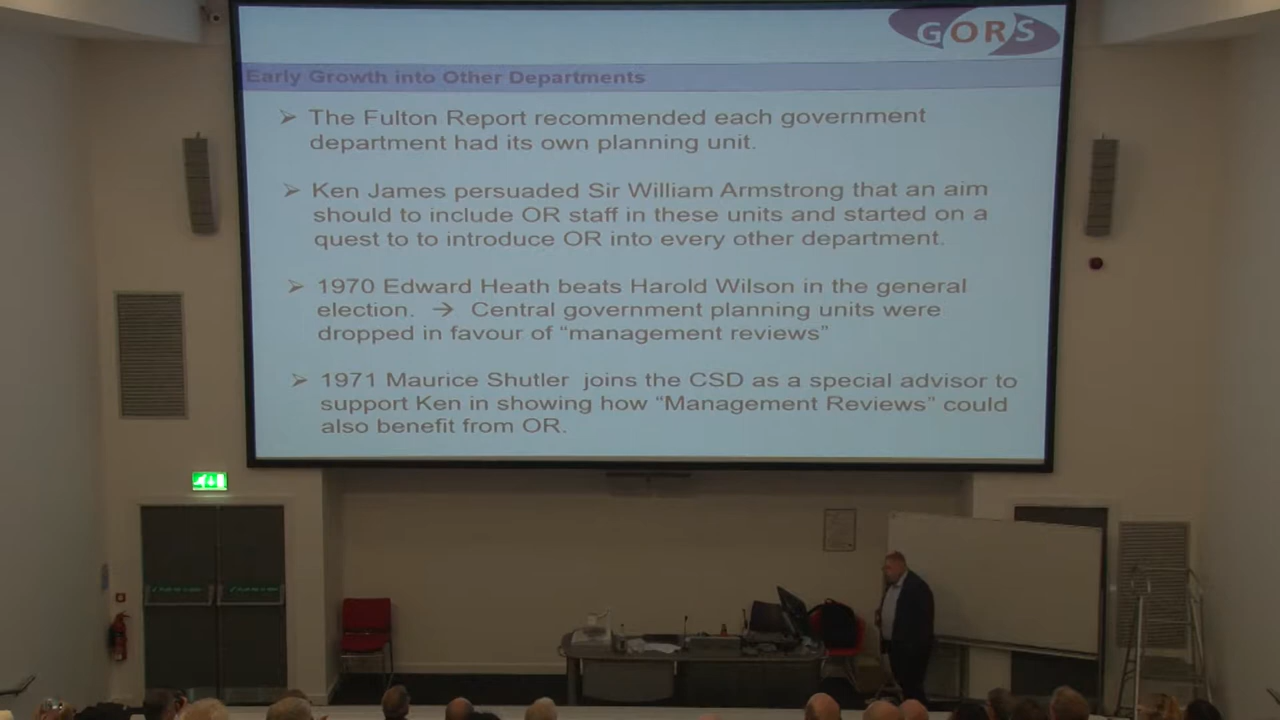 GORS
Early Growth into Other Departments
➢ The Fulton Report recommended each government
department had its own planning unit.
➢ Ken James persuaded Sir William Armstrong that an aim
should to include OR staff in these units and started on a
quest to to introduce OR into every other department.
➢ 1970 Edward Heath beats Harold Wilson in the general
election. → Central government planning units were
dropped in favour of “management reviews”
➢ 1971 Maurice Shutler joins the CSD as a special advisor to
support Ken in showing how “Management Reviews” could
also benefit from OR.